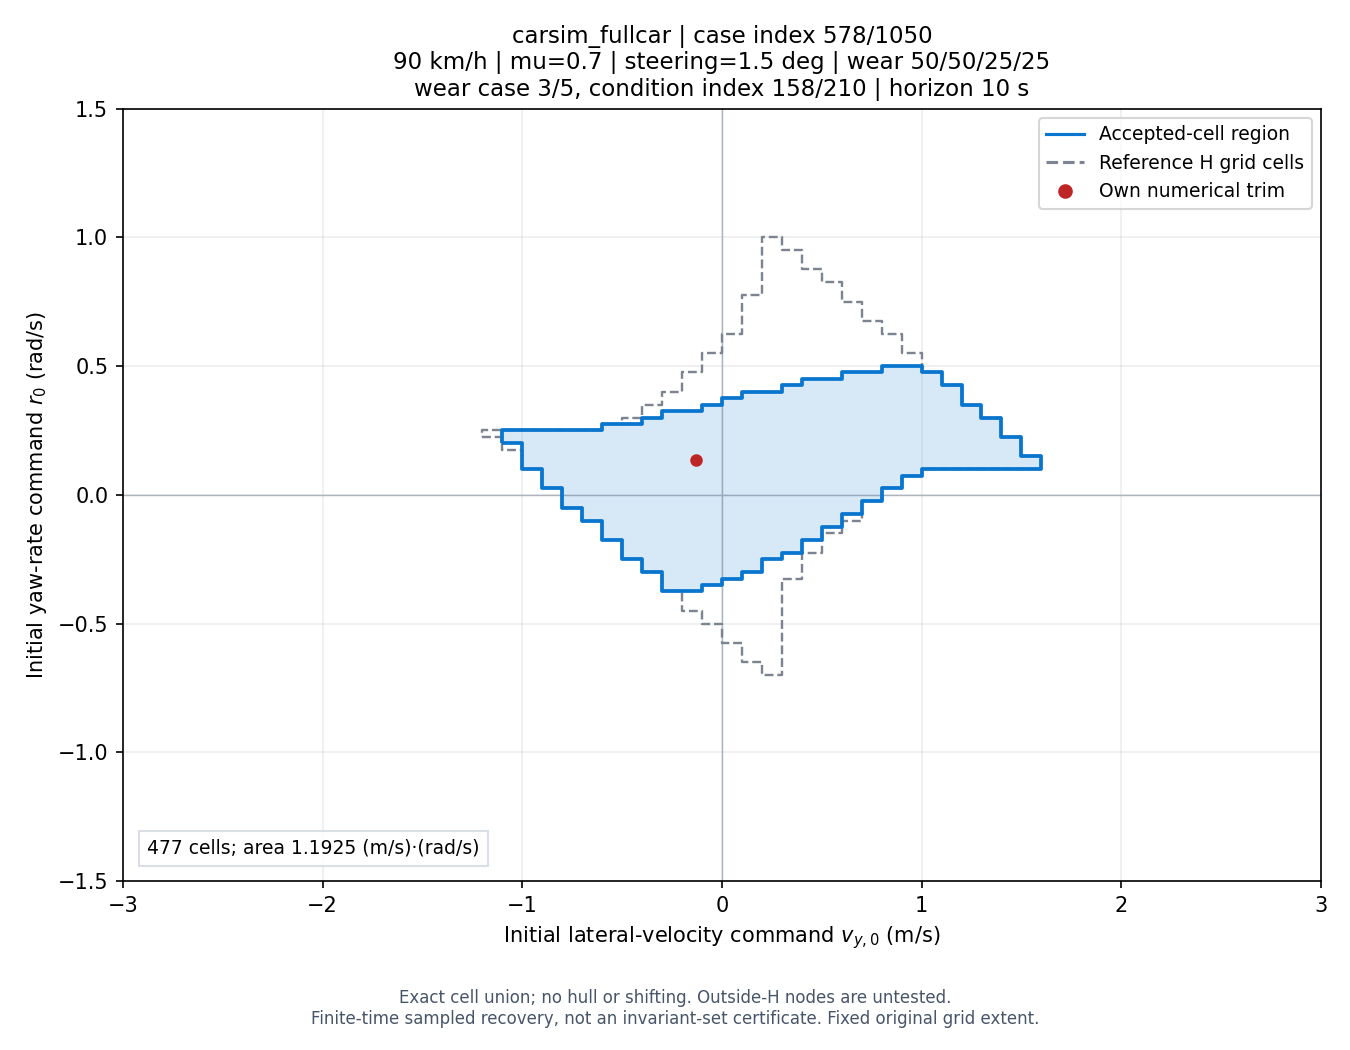 carsim_fullcar | case index 578/1050
90 km/h | mu=0.7 | steering=1.5 deg | wear 50/50/25/25
wear case 3/5, condition index 158/210 | horizon 10 s
Accepted-cell region
Reference H grid cells
Own numerical trim
1.5
1.0
0.5
0.0
−0.5
−1.0
−1.5
Initial yaw-rate command r₀ (rad/s)
477 cells; area 1.1925 (m/s)·(rad/s)
−3
−2
−1
0
1
2
3
Initial lateral-velocity command v_{y,0} (m/s)
Exact cell union; no hull or shifting. Outside-H nodes are untested.
Finite-time sampled recovery, not an invariant-set certificate. Fixed original grid extent.